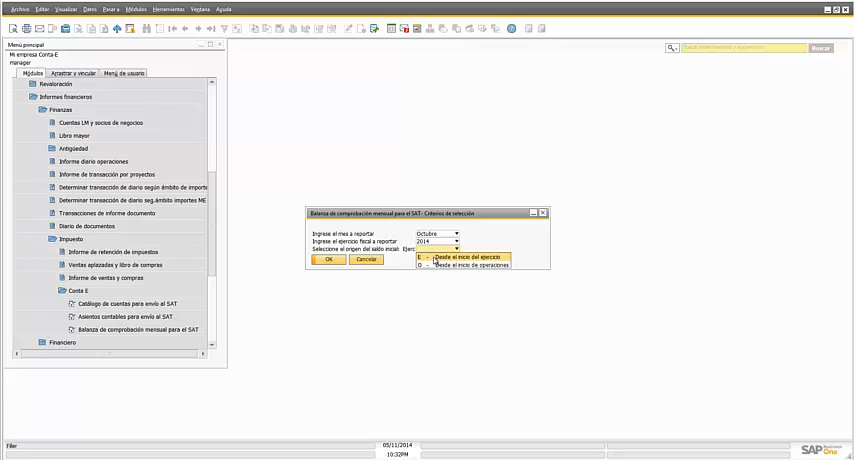 Archivo Editar Visualizar Datos Pasar a Módulos Herramientas Ventana Ayuda
Menú principal
Mi empresa Conta-E
manager
Módulos Arrastrar y vincular Menú de usuario
Revaloración
Informes financieros
Finanzas
Cuentas LM y socios de negocios
Libro mayor
Antigüedad
Informe diario operaciones
Informe de transacción por proyectos
Determinar transacción de diario según ámbito de importe
Determinar transacción de diario seg.ámbito importes ME
Transacciones de informe documento
Diario de documentos
Impuesto
Informe de retención de impuestos
Ventas aplazadas y libro de compras
Informe de ventas y compras
Conta E
Catálogo de cuentas para envío al SAT
Asientos contables para envío al SAT
Balanza de comprobación mensual para el SAT
Financiero
Buscar
Balanza de comprobación mensual para el SAT- Criterios de selección
Ingrese el mes a reportar Octubre
Ingrese el ejercicio fiscal a reportar 2014
Seleccione el origen del saldo inicial: Ejerc
E - Desde el inicio del ejercicio
O - Desde el inicio de operaciones
OK Cancelar
Filler
05/11/2014
10:32PM
SAP Business One